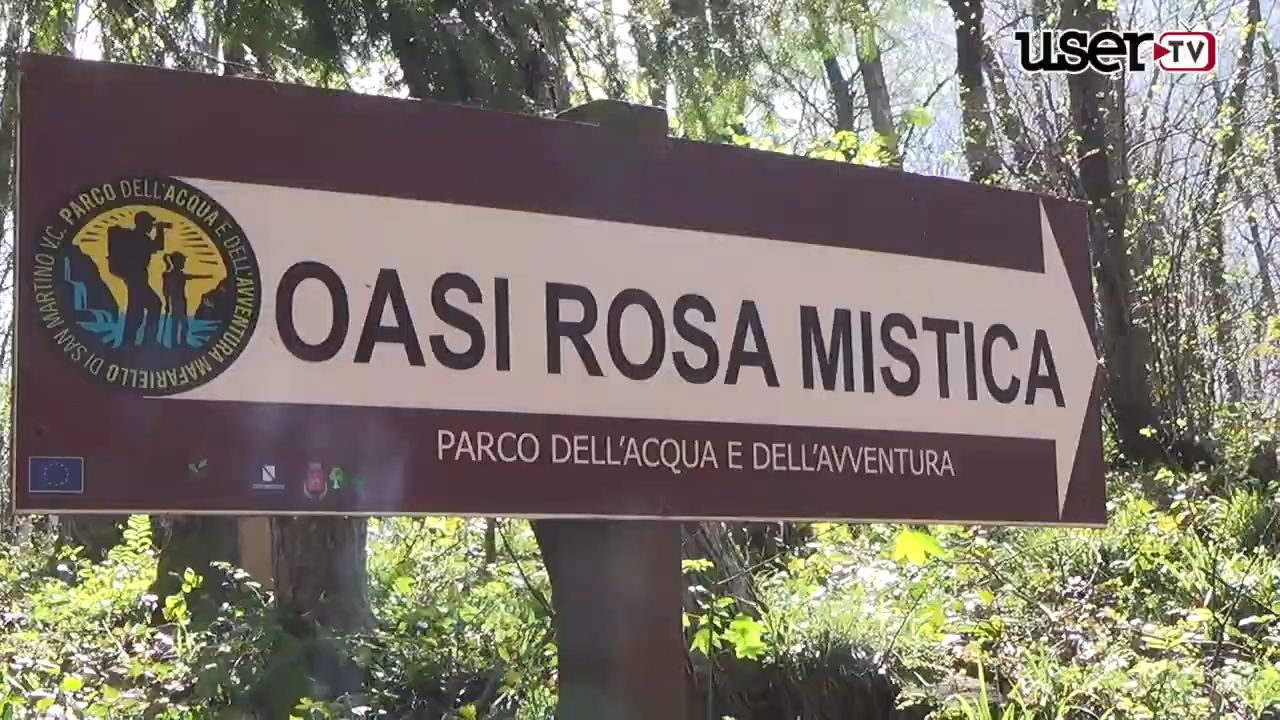 user TV
PARCO DELL'ACQUA E DELL'AVVENTURA MAFARIELLO DI SAN MARTINO V.C.
OASI ROSA MISTICA
PARCO DELL'ACQUA E DELL'AVVENTURA